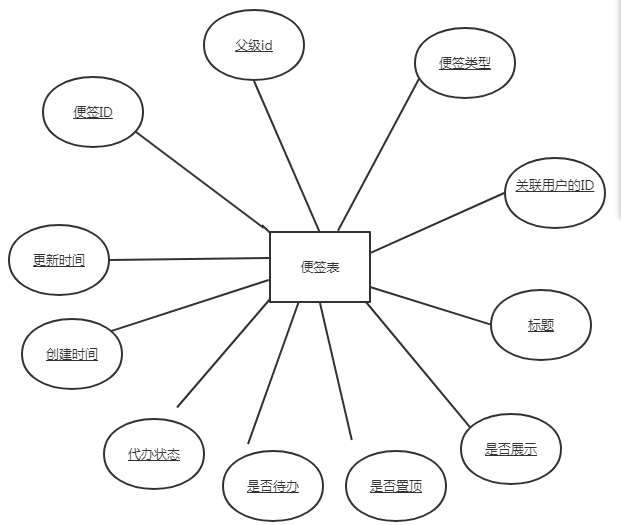 父级id
便签类型
便签ID
关联用户的ID
更新时间
便签表
标题
创建时间
代办状态
是否展示
是否待办
是否置顶